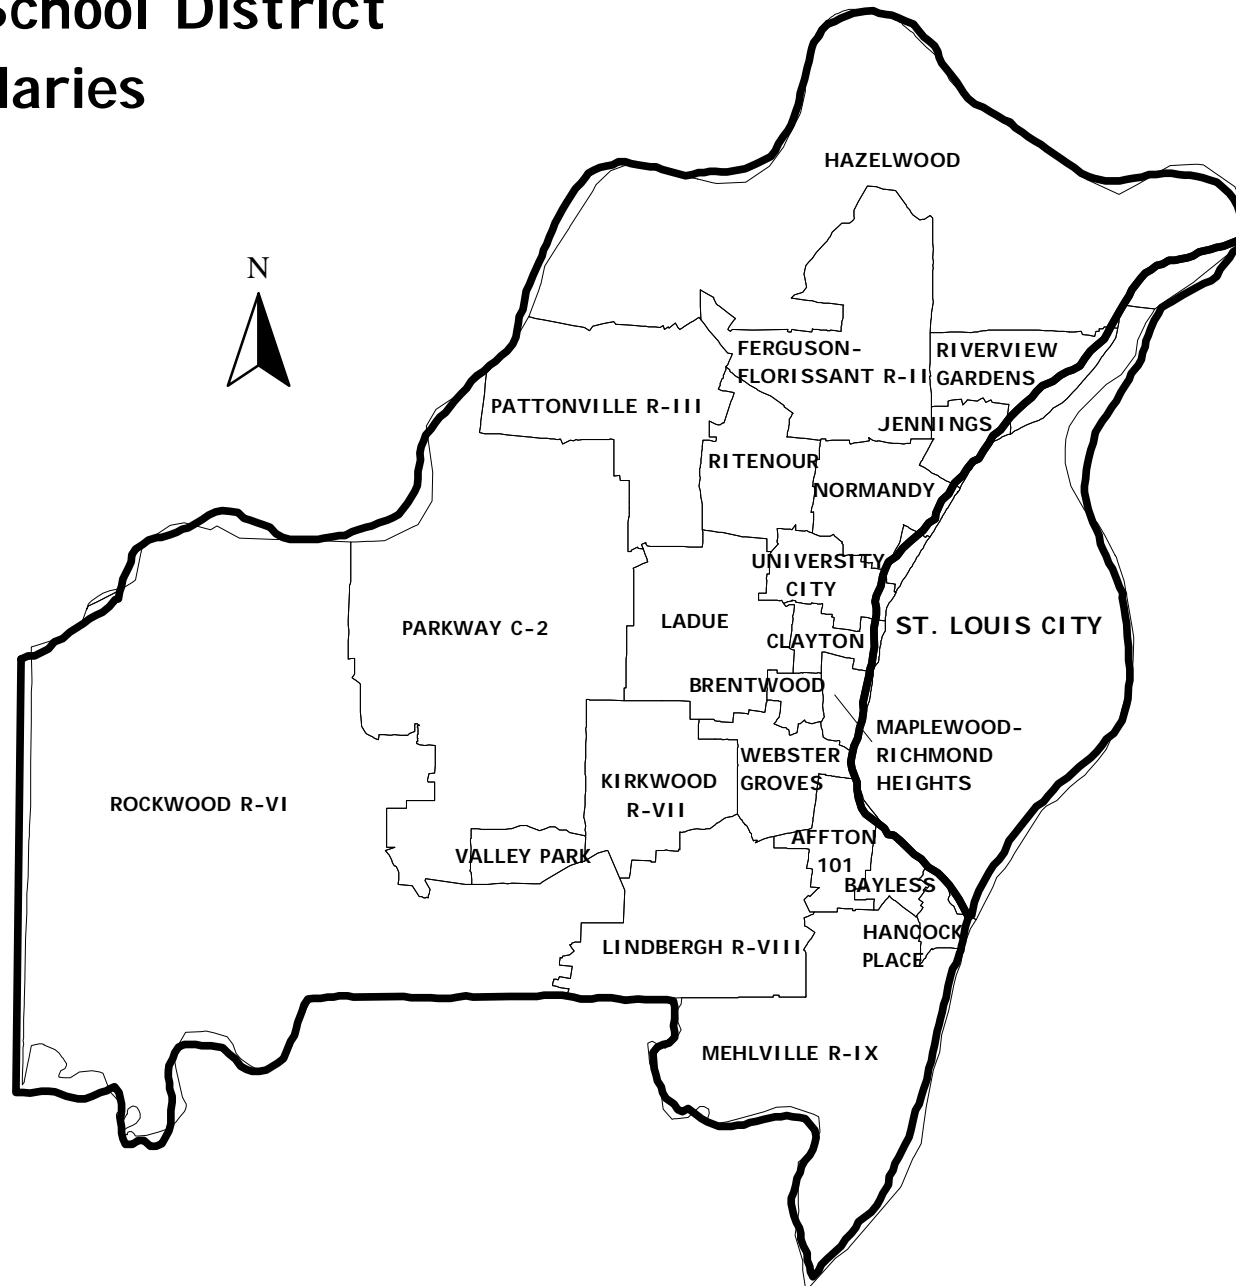 School District
daries
HAZELWOOD
N
FERGUSON-
FLORISSANT R-II
RIVERVIEW
GARDENS
PATTONVILLE R-III
JENNINGS
RITENOUR
NORMANDY
UNIVERSITY
CITY
LADUE
PARKWAY C-2
CLAYTON
ST. LOUIS CITY
BRENTWOOD
MAPLEWOOD-
RICHMOND
HEIGHTS
WEBSTER
GROVES
KIRKWOOD
R-VII
ROCKWOOD R-VI
AFFTON
101
VALLEY PARK
BAYLESS
HANCOCK
PLACE
LINDBERGH R-VIII
MEHLVILLE R-IX